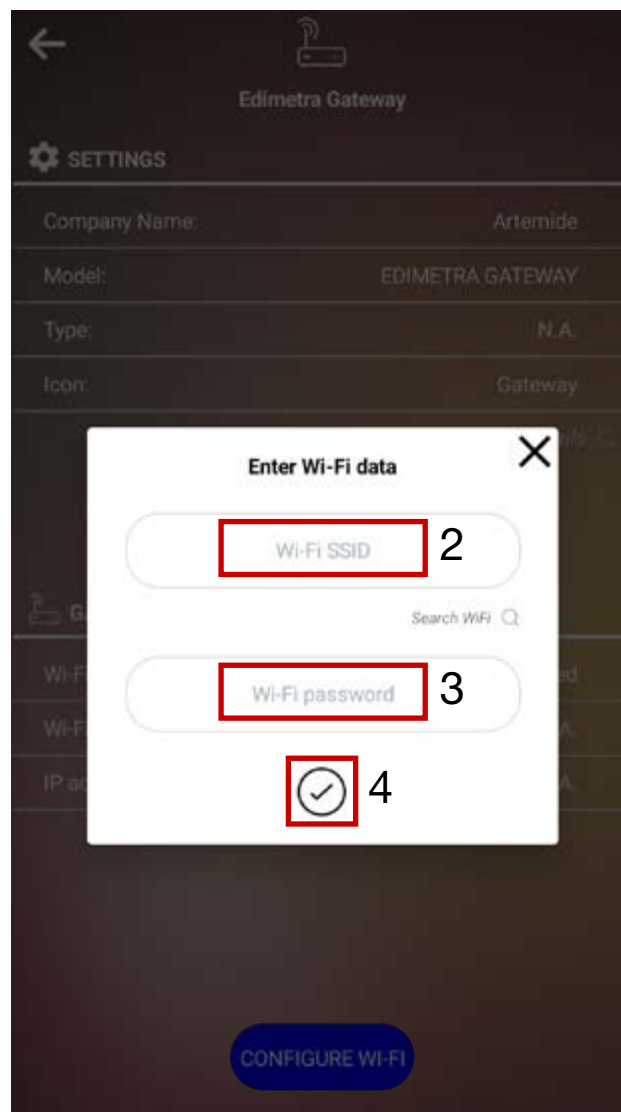 Edimetra Gateway
SETTINGS
Company Name: Artemide
Model: EDIMETRA GATEWAY
Type: N.A.
Icon: Gateway
Enter Wi-Fi data
Wi-Fi SSID 2
Search WiFi
Wi-Fi password 3
4
CONFIGURE WI-FI